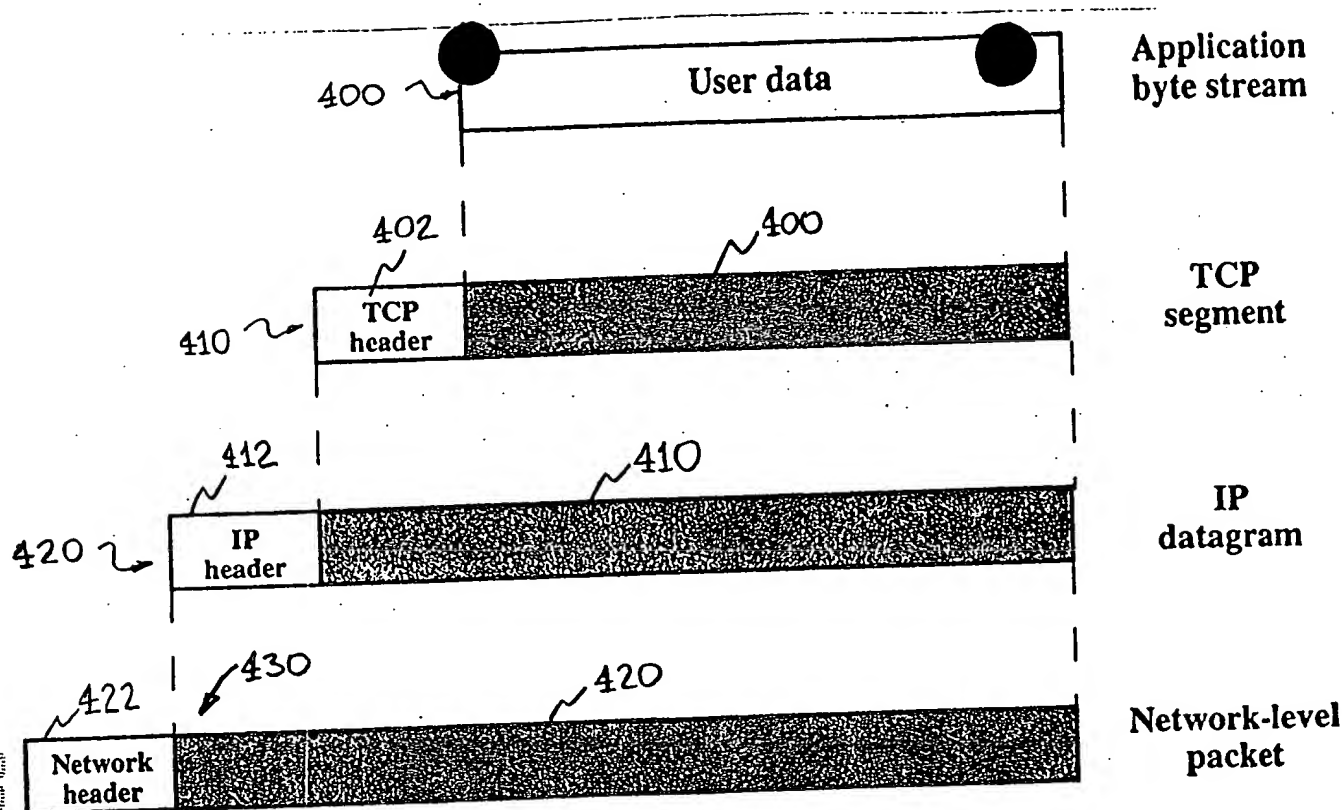 Application
byte stream
User data
400
402
400
TCP
header
410
TCP
segment
412
410
IP
header
420
IP
datagram
430
420
422
Network
header
Network-level
packet